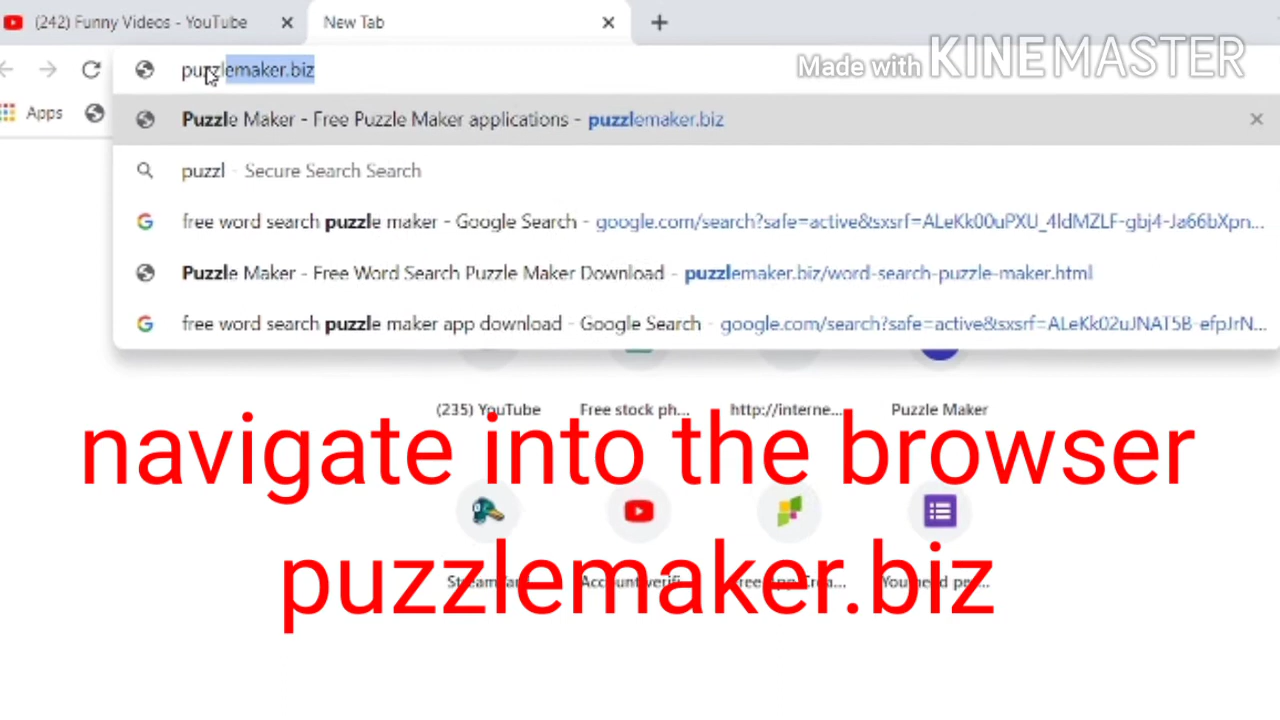 (242) Funny Videos - YouTube
New Tab
Made with KINEMASTER
puzzlemaker.biz
Apps
Puzzle Maker - Free Puzzle Maker applications - puzzlemaker.biz
puzzl - Secure Search Search
free word search puzzle maker - Google Search - google.com/search?safe=active&sxsrf=ALeKk00uPXU_4ldMZLF-gbj4-Ja66bXpn...
Puzzle Maker - Free Word Search Puzzle Maker Download - puzzlemaker.biz/word-search-puzzle-maker.html
free word search puzzle maker app download - Google Search - google.com/search?safe=active&sxsrf=ALeKk02uJNAT5B-efpJrN...
(235) YouTube
Free stock ph...
http://interne...
Puzzle Maker
navigate into the browser
puzzlemaker.biz